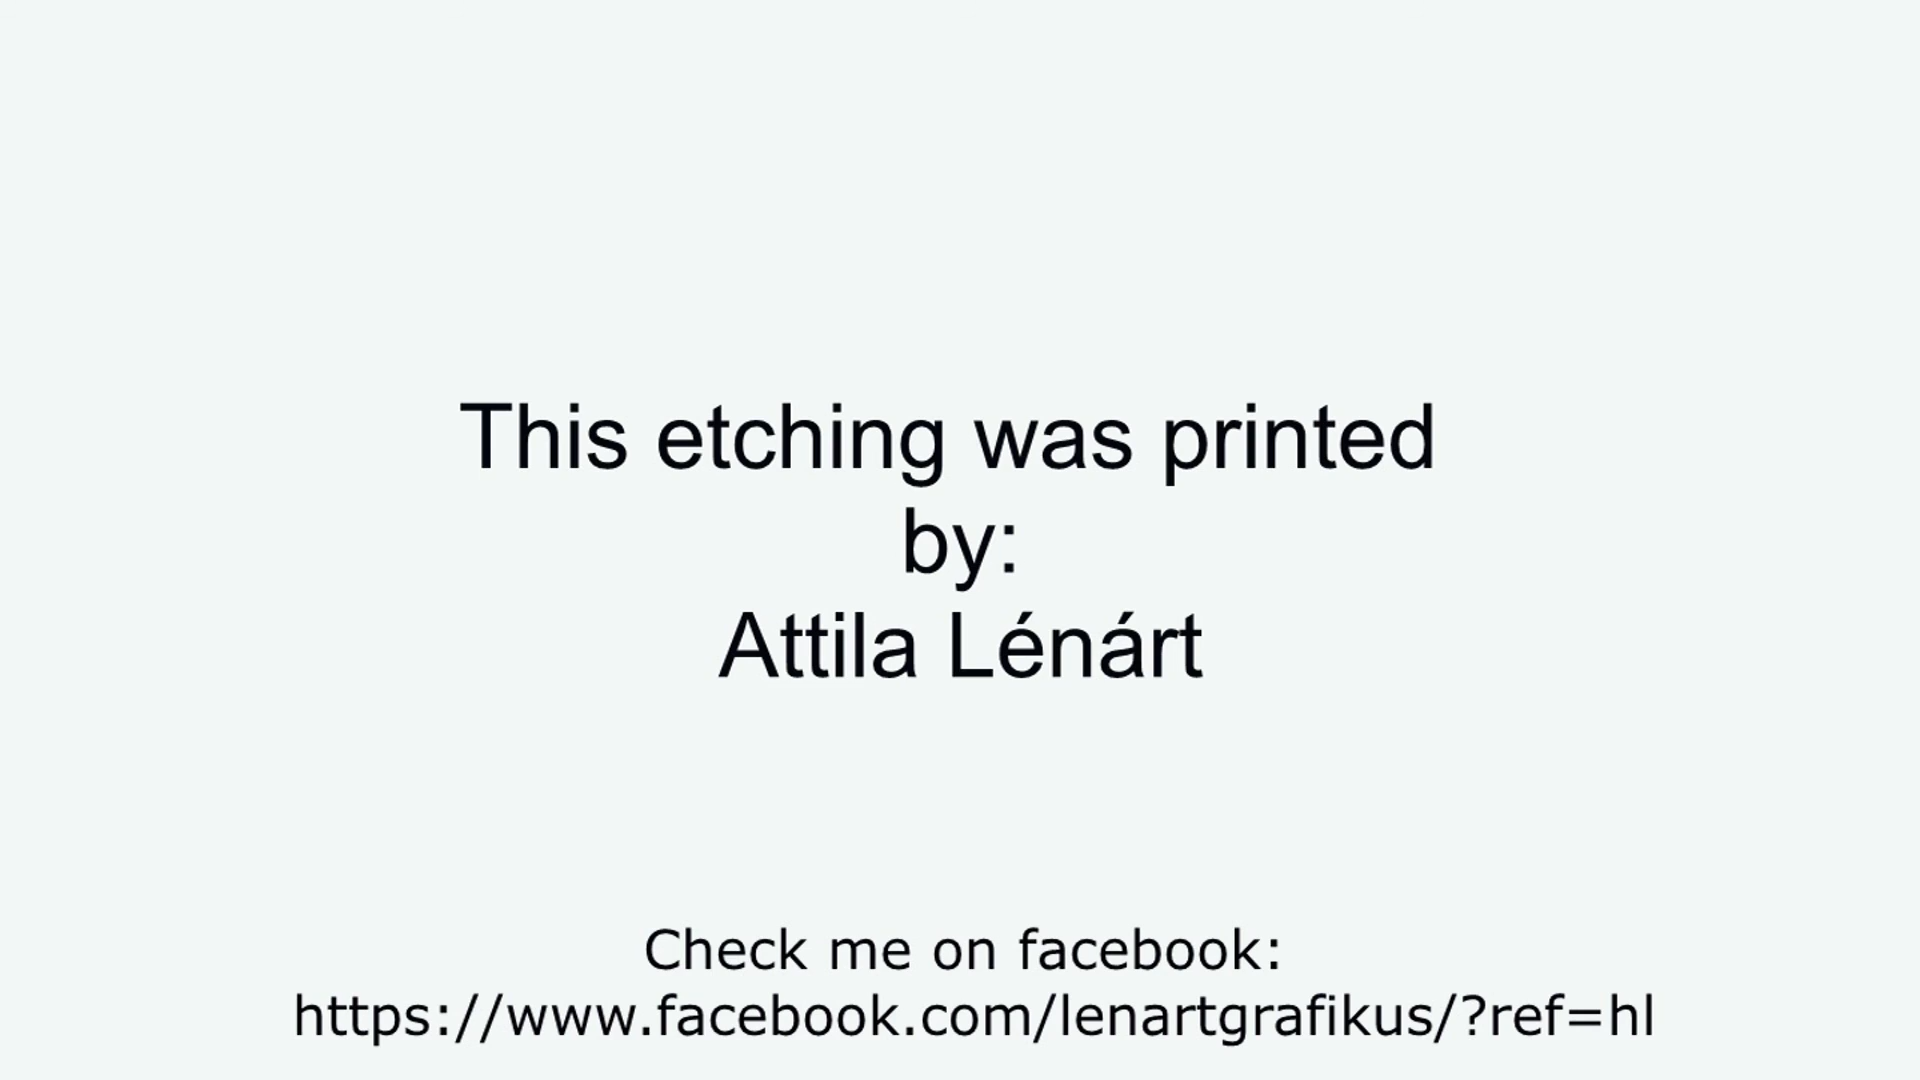 This etching was printed
by:
Attila Lénárt
Check me on facebook:
https://www.facebook.com/lenartgrafikus/?ref=hl